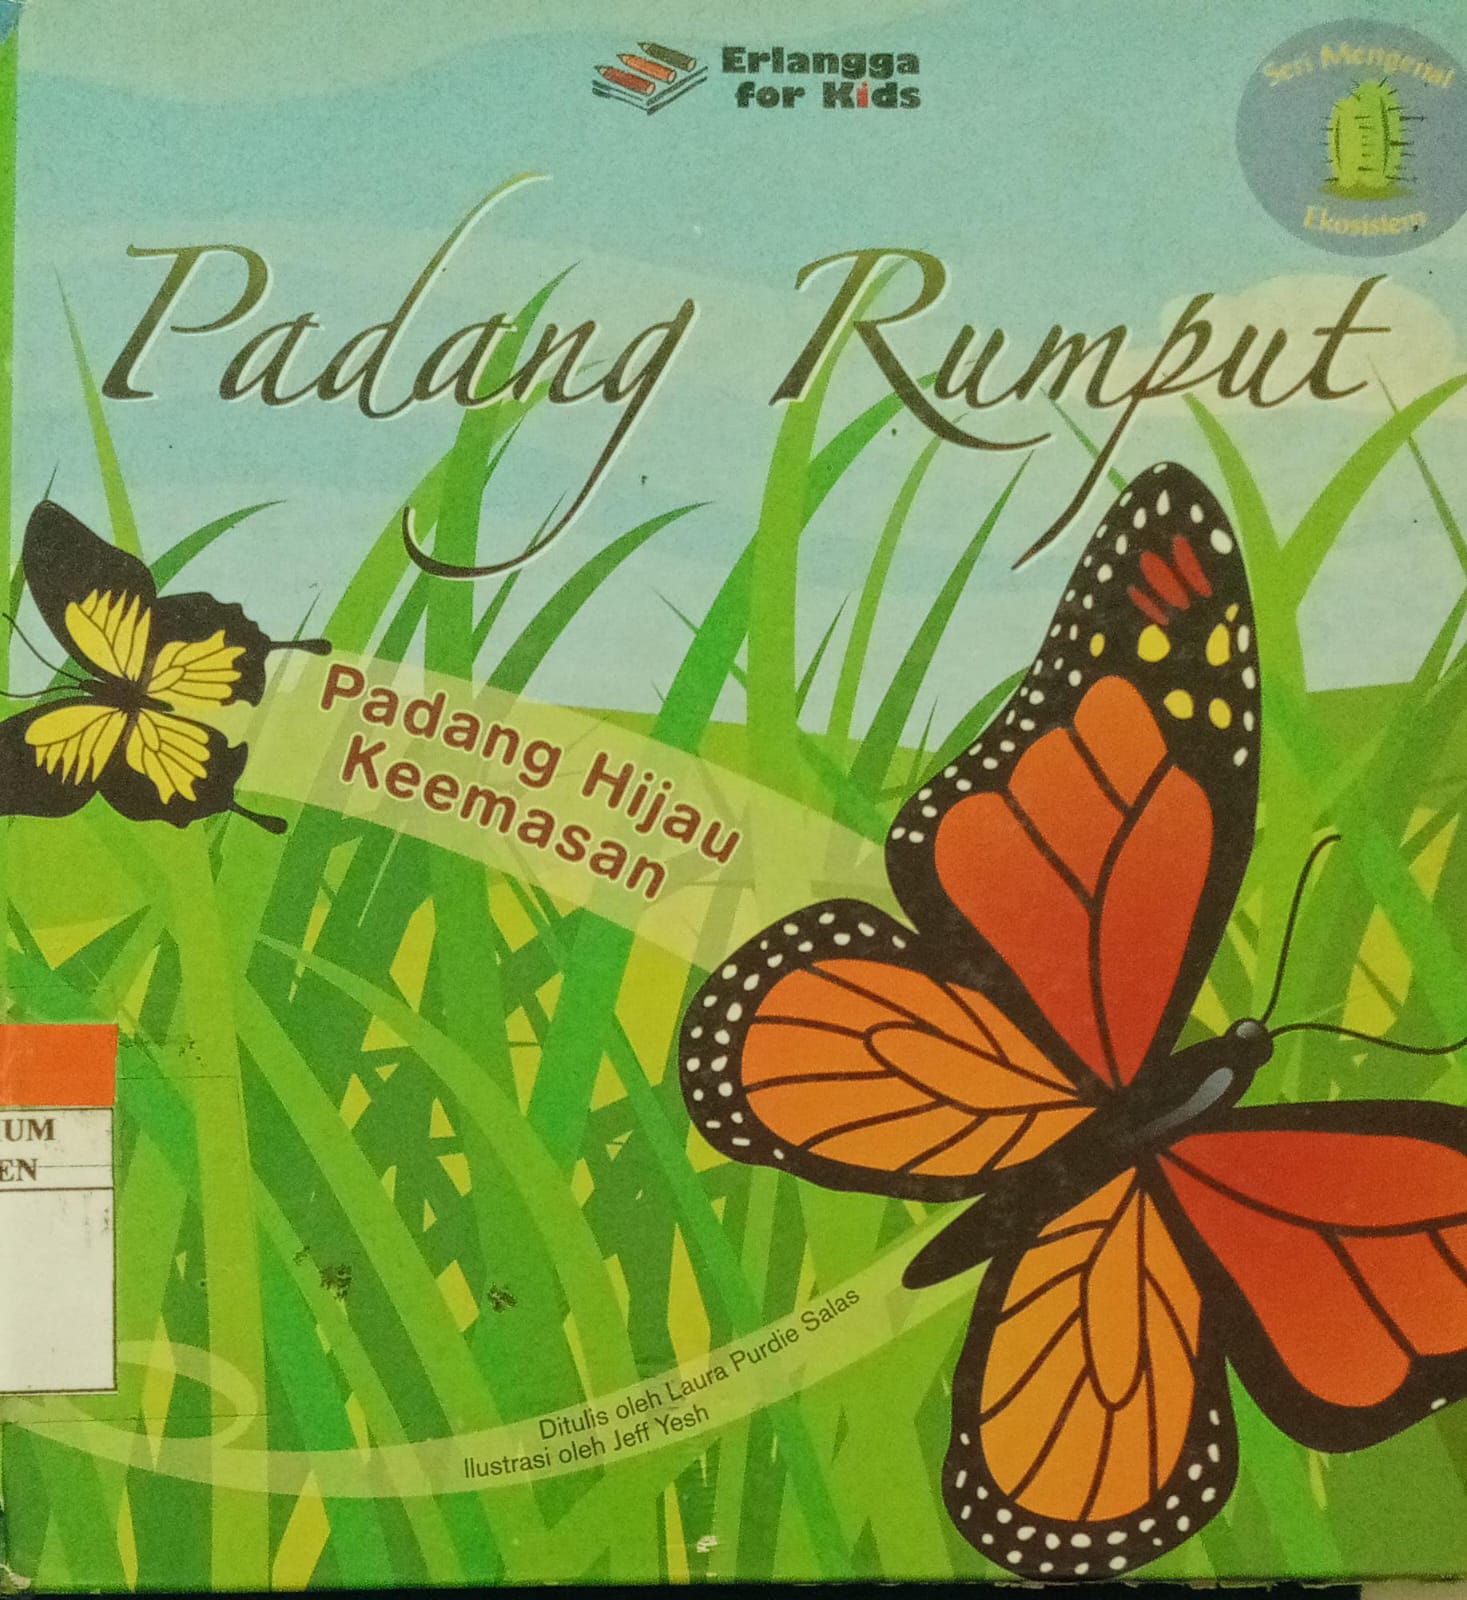 Erlangga
for Kids
Seri Mengenal
Ekosistem
Padang Rumput
Padang Hijau
Keemasan
IUM
EN
Ditulis oleh Laura Purdie Salas
Ilustrasi oleh Jeff Yesh